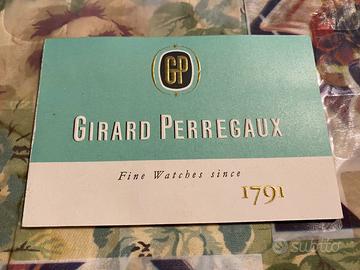 GP
GIRARD PERREGAUX
Fine Watches since
1791
subito